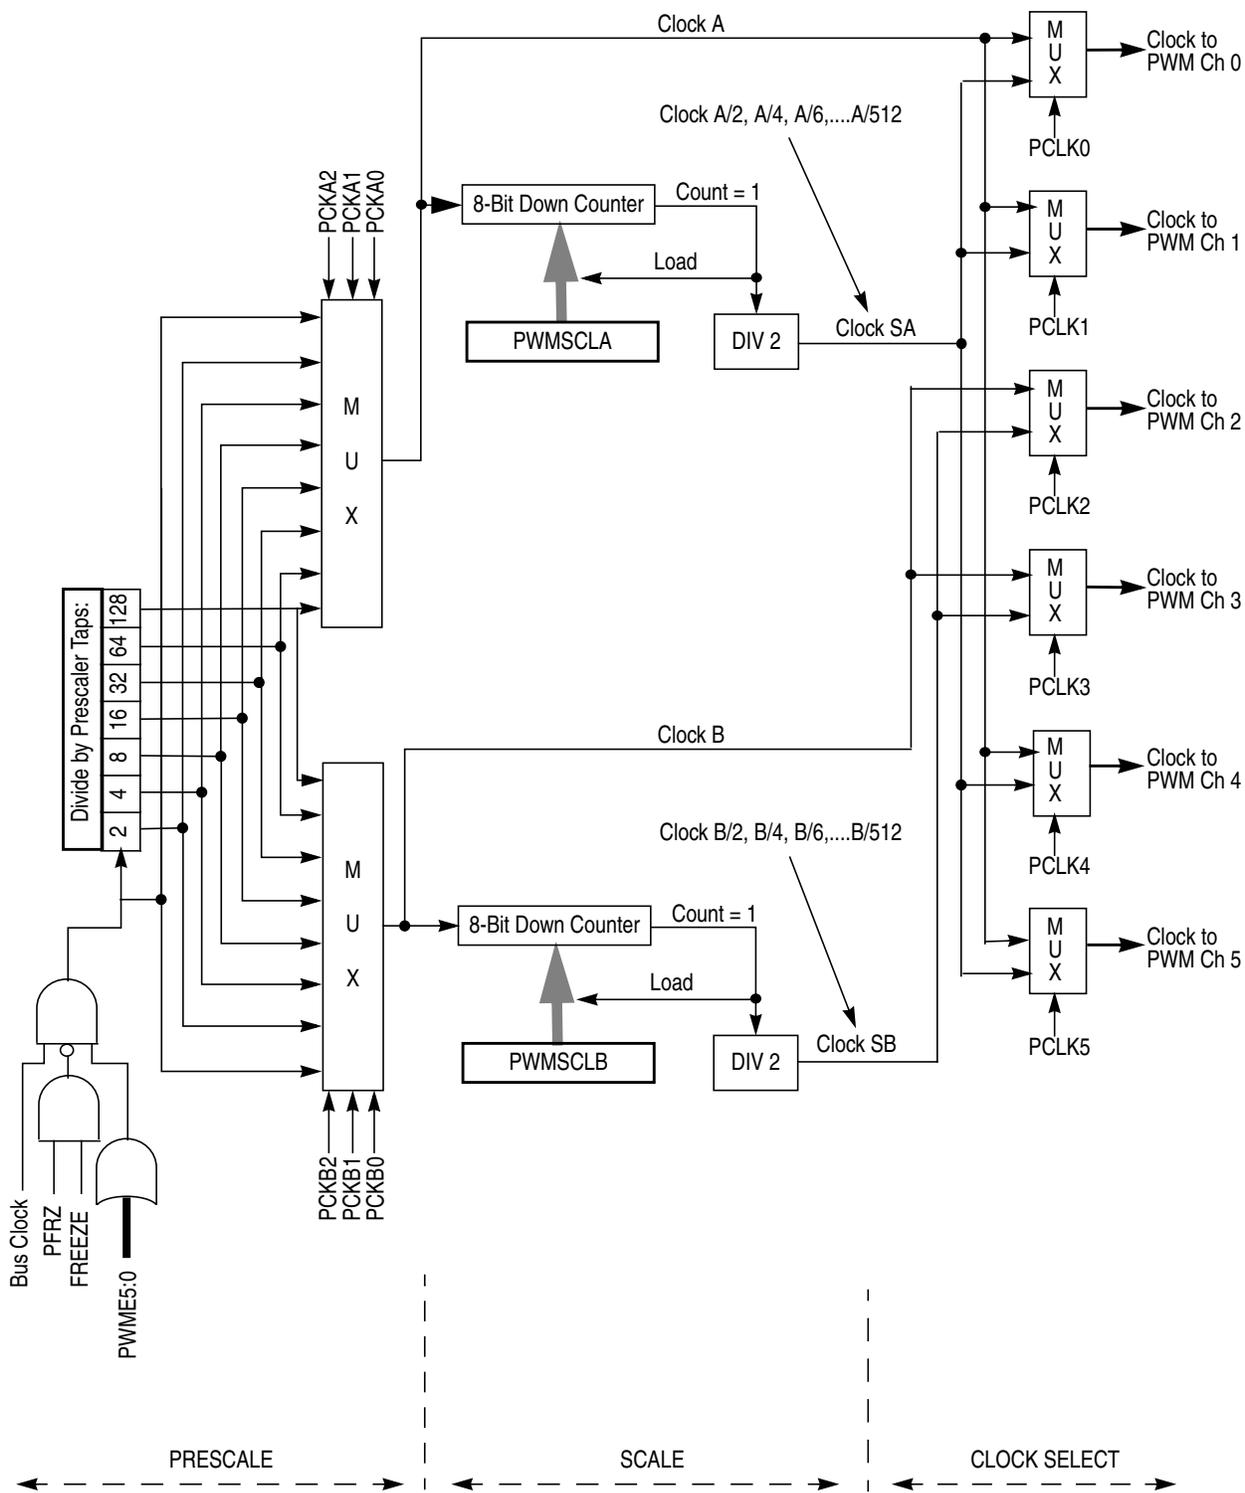 Clock A
M
U
X
Clock to
PWM Ch 0
PCLK0
Clock A/2, A/4, A/6,....A/512
PCKA2
PCKA1
PCKA0
8-Bit Down Counter
Count = 1
M
U
X
Clock to
PWM Ch 1
PCLK1
Load
PWMSCLA
DIV 2
Clock SA
M
U
X
M
U
X
Clock to
PWM Ch 2
PCLK2
M
U
X
Clock to
PWM Ch 3
PCLK3
Divide by Prescaler Taps:
128
64
32
16
8
4
2
Clock B
M
U
X
Clock to
PWM Ch 4
PCLK4
Clock B/2, B/4, B/6,....B/512
M
U
X
8-Bit Down Counter
Count = 1
M
U
X
Clock to
PWM Ch 5
PCLK5
Load
PWMSCLB
DIV 2
Clock SB
PCKB2
PCKB1
PCKB0
Bus Clock
PFRZ
FREEZE
PWME5:0
PRESCALE
SCALE
CLOCK SELECT